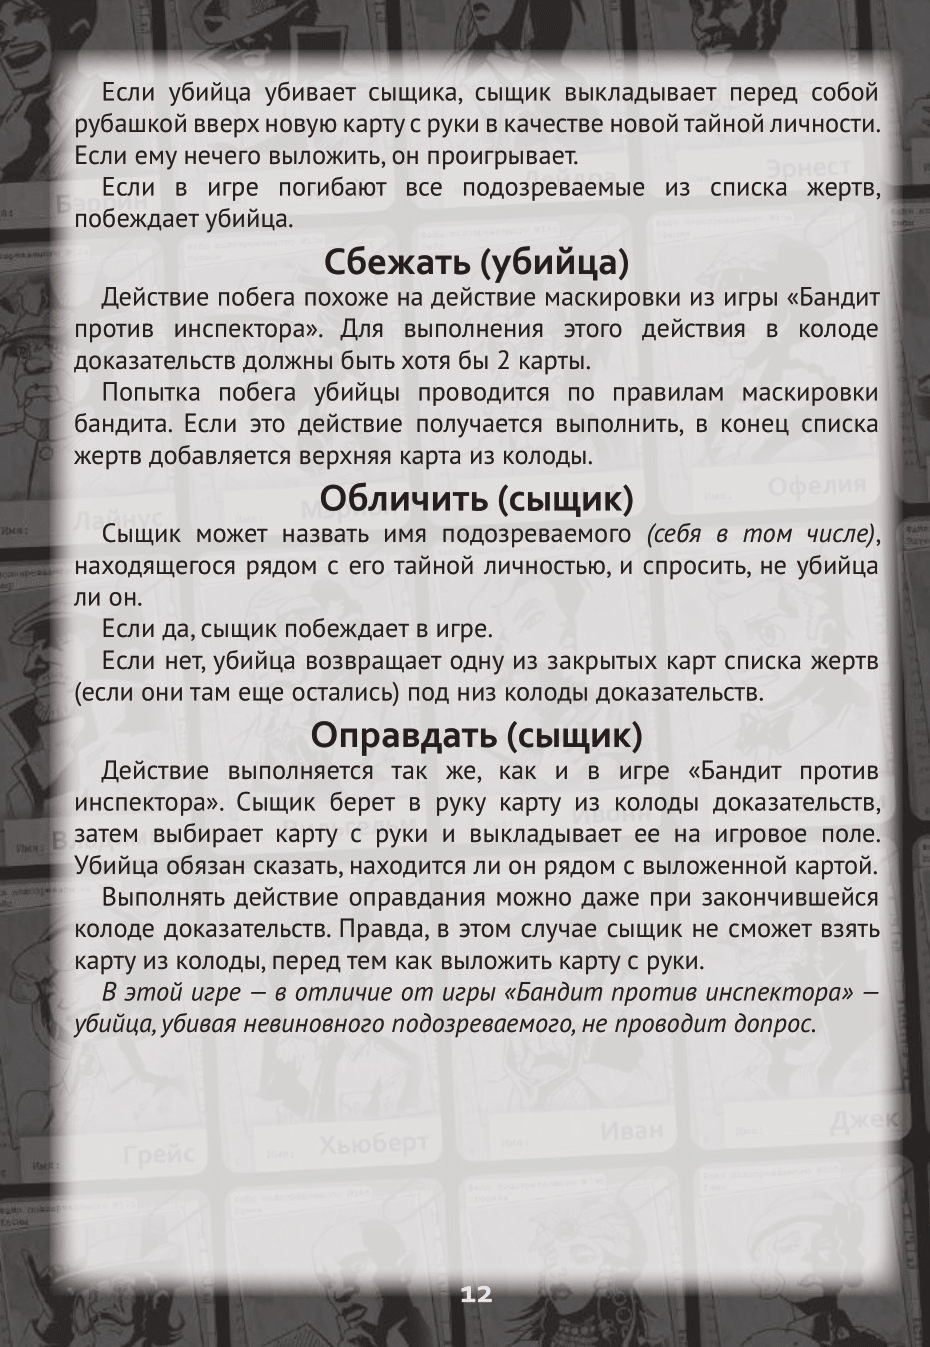 Если убийца убивает сыщика, сыщик выкладывает перед собой
рубашкой вверх новую карту с руки в качестве новой тайной личности.
Если ему нечего выложить, он проигрывает.
Если в игре погибают все подозреваемые из списка жертв,
побеждает убийца.
Сбежать (убийца)
Действие побега похоже на действие маскировки из игры «Бандит
против инспектора». Для выполнения этого действия в колоде
доказательств должны быть хотя бы 2 карты.
Попытка побега убийцы проводится по правилам маскировки
бандита. Если это действие получается выполнить, в конец списка
жертв добавляется верхняя карта из колоды.
Обличить (сыщик)
Сыщик может назвать имя подозреваемого (себя в том числе),
находящегося рядом с его тайной личностью, и спросить, не убийца
ли он.
Если да, сыщик побеждает в игре.
Если нет, убийца возвращает одну из закрытых карт списка жертв
(если они там еще остались) под низ колоды доказательств.
Оправдать (сыщик)
Действие выполняется так же, как и в игре «Бандит против
инспектора». Сыщик берет в руку карту из колоды доказательств,
затем выбирает карту с руки и выкладывает ее на игровое поле.
Убийца обязан сказать, находится ли он рядом с выложенной картой.
Выполнять действие оправдания можно даже при закончившейся
колоде доказательств. Правда, в этом случае сыщик не сможет взять
карту из колоды, перед тем как выложить карту с руки.
В этой игре — в отличие от игры «Бандит против инспектора» —
убийца, убивая невиновного подозреваемого, не проводит допрос.
Эрнест
Бэррин
Офелия
Лайнус
Ивонн
Грейс
Хьюберт
Иван
Джек
12